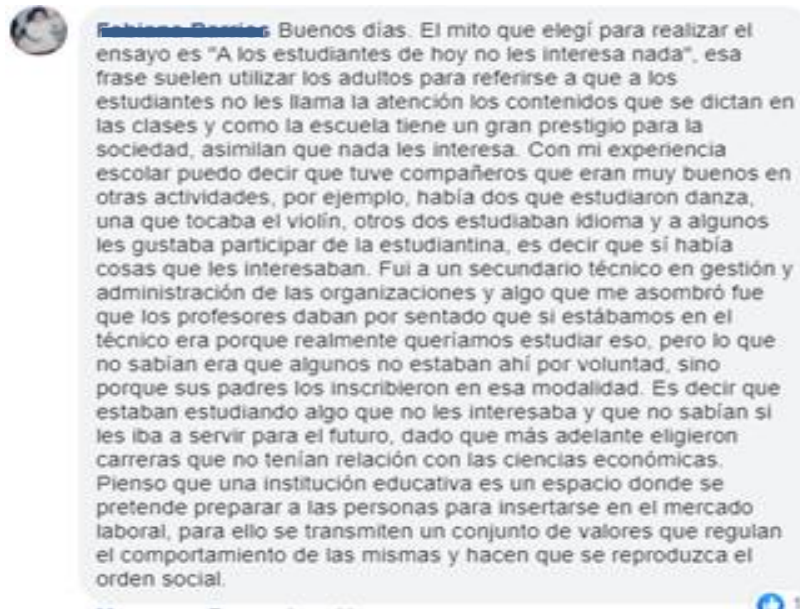 Buenos días. El mito que elegí para realizar el
ensayo es "A los estudiantes de hoy no les interesa nada", esa
frase suelen utilizar los adultos para referirse a que a los
estudiantes no les llama la atención los contenidos que se dictan en
las clases y como la escuela tiene un gran prestigio para la
sociedad, asimilan que nada les interesa. Con mi experiencia
escolar puedo decir que tuve compañeros que eran muy buenos en
otras actividades, por ejemplo, había dos que estudiaron danza,
una que tocaba el violín, otros dos estudiaban idioma y a algunos
les gustaba participar de la estudiantina, es decir que sí había
cosas que les interesaban. Fui a un secundario técnico en gestión y
administración de las organizaciones y algo que me asombró fue
que los profesores daban por sentado que si estábamos en el
técnico era porque realmente queríamos estudiar eso, pero lo que
no sabían era que algunos no estaban ahí por voluntad, sino
porque sus padres los inscribieron en esa modalidad. Es decir que
estaban estudiando algo que no les interesaba y que no sabían si
les iba a servir para el futuro, dado que más adelante eligieron
carreras que no tenían relación con las ciencias económicas.
Pienso que una institución educativa es un espacio donde se
pretende preparar a las personas para insertarse en el mercado
laboral, para ello se transmiten un conjunto de valores que regulan
el comportamiento de las mismas y hacen que se reproduzca el
orden social.